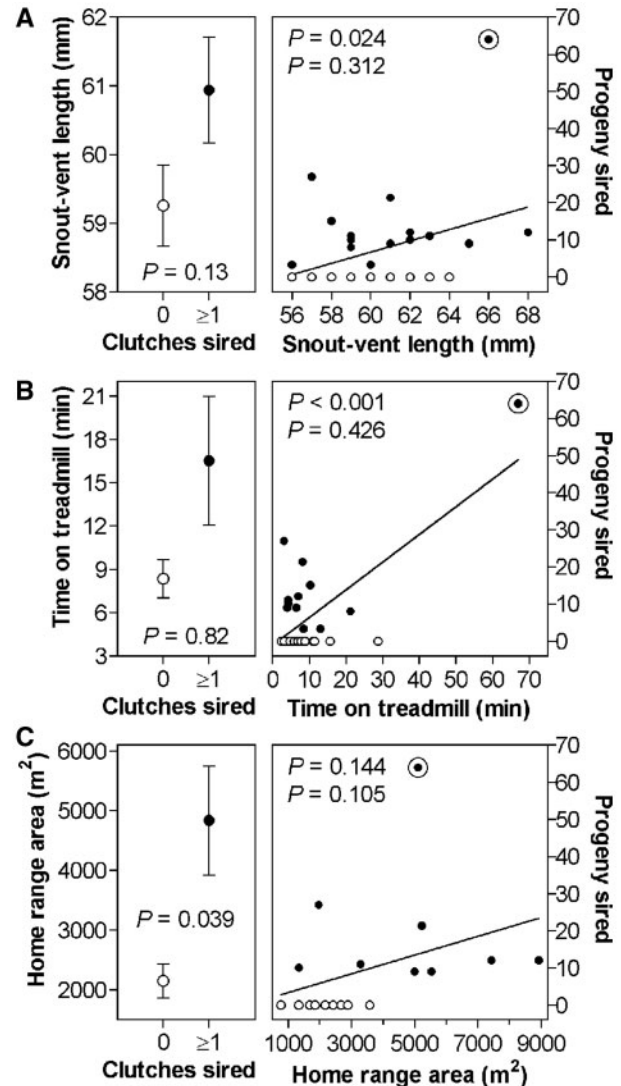 A
Snout-vent length (mm)
62
61
60
59
58
P = 0.13
0 ≥1
Clutches sired
P = 0.024
P = 0.312
56 58 60 62 64 66 68
Snout-vent length (mm)
70
60
50
40
30
20
10
0
Progeny sired
B
Time on treadmill (min)
21
18
15
12
9
6
3
P = 0.82
0 ≥1
Clutches sired
P < 0.001
P = 0.426
0 10 20 30 40 50 60 70
Time on treadmill (min)
70
60
50
40
30
20
10
0
Progeny sired
C
Home range area (m²)
6000
5000
4000
3000
2000
P = 0.039
0 ≥1
Clutches sired
P = 0.144
P = 0.105
1000 3000 5000 7000 9000
Home range area (m²)
70
60
50
40
30
20
10
0
Progeny sired